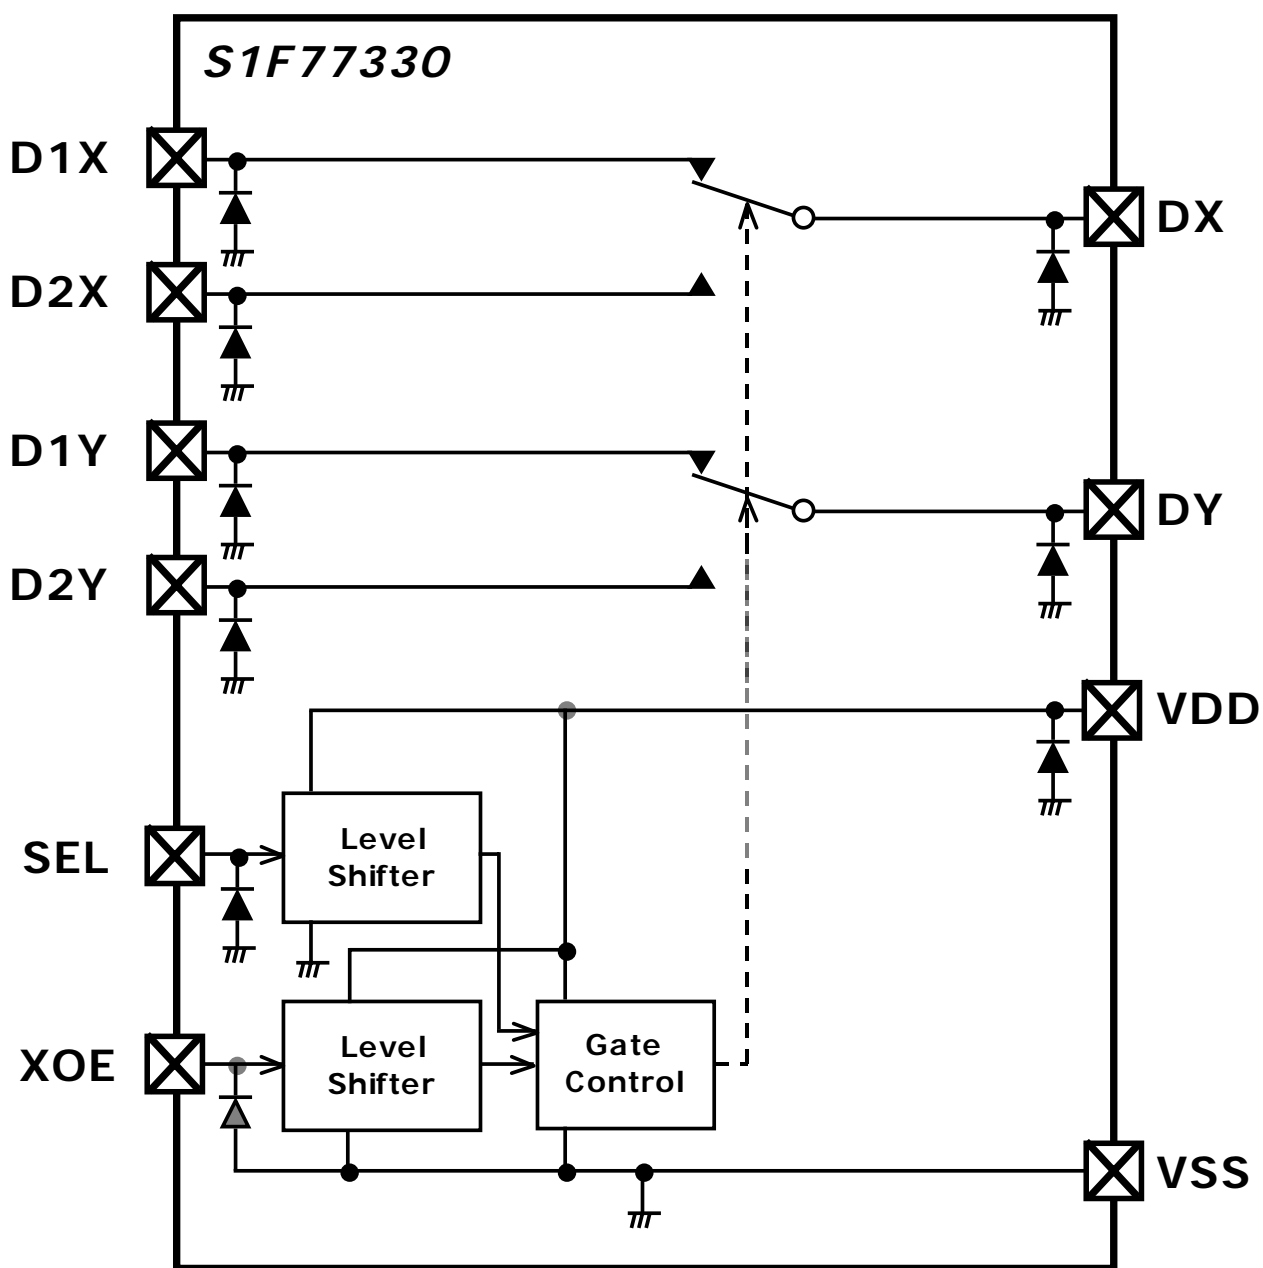 S1F77330
D1X
DX
D2X
D1Y
DY
D2Y
VDD
SEL
Level
Shifter
XOE
Level
Shifter
Gate
Control
VSS